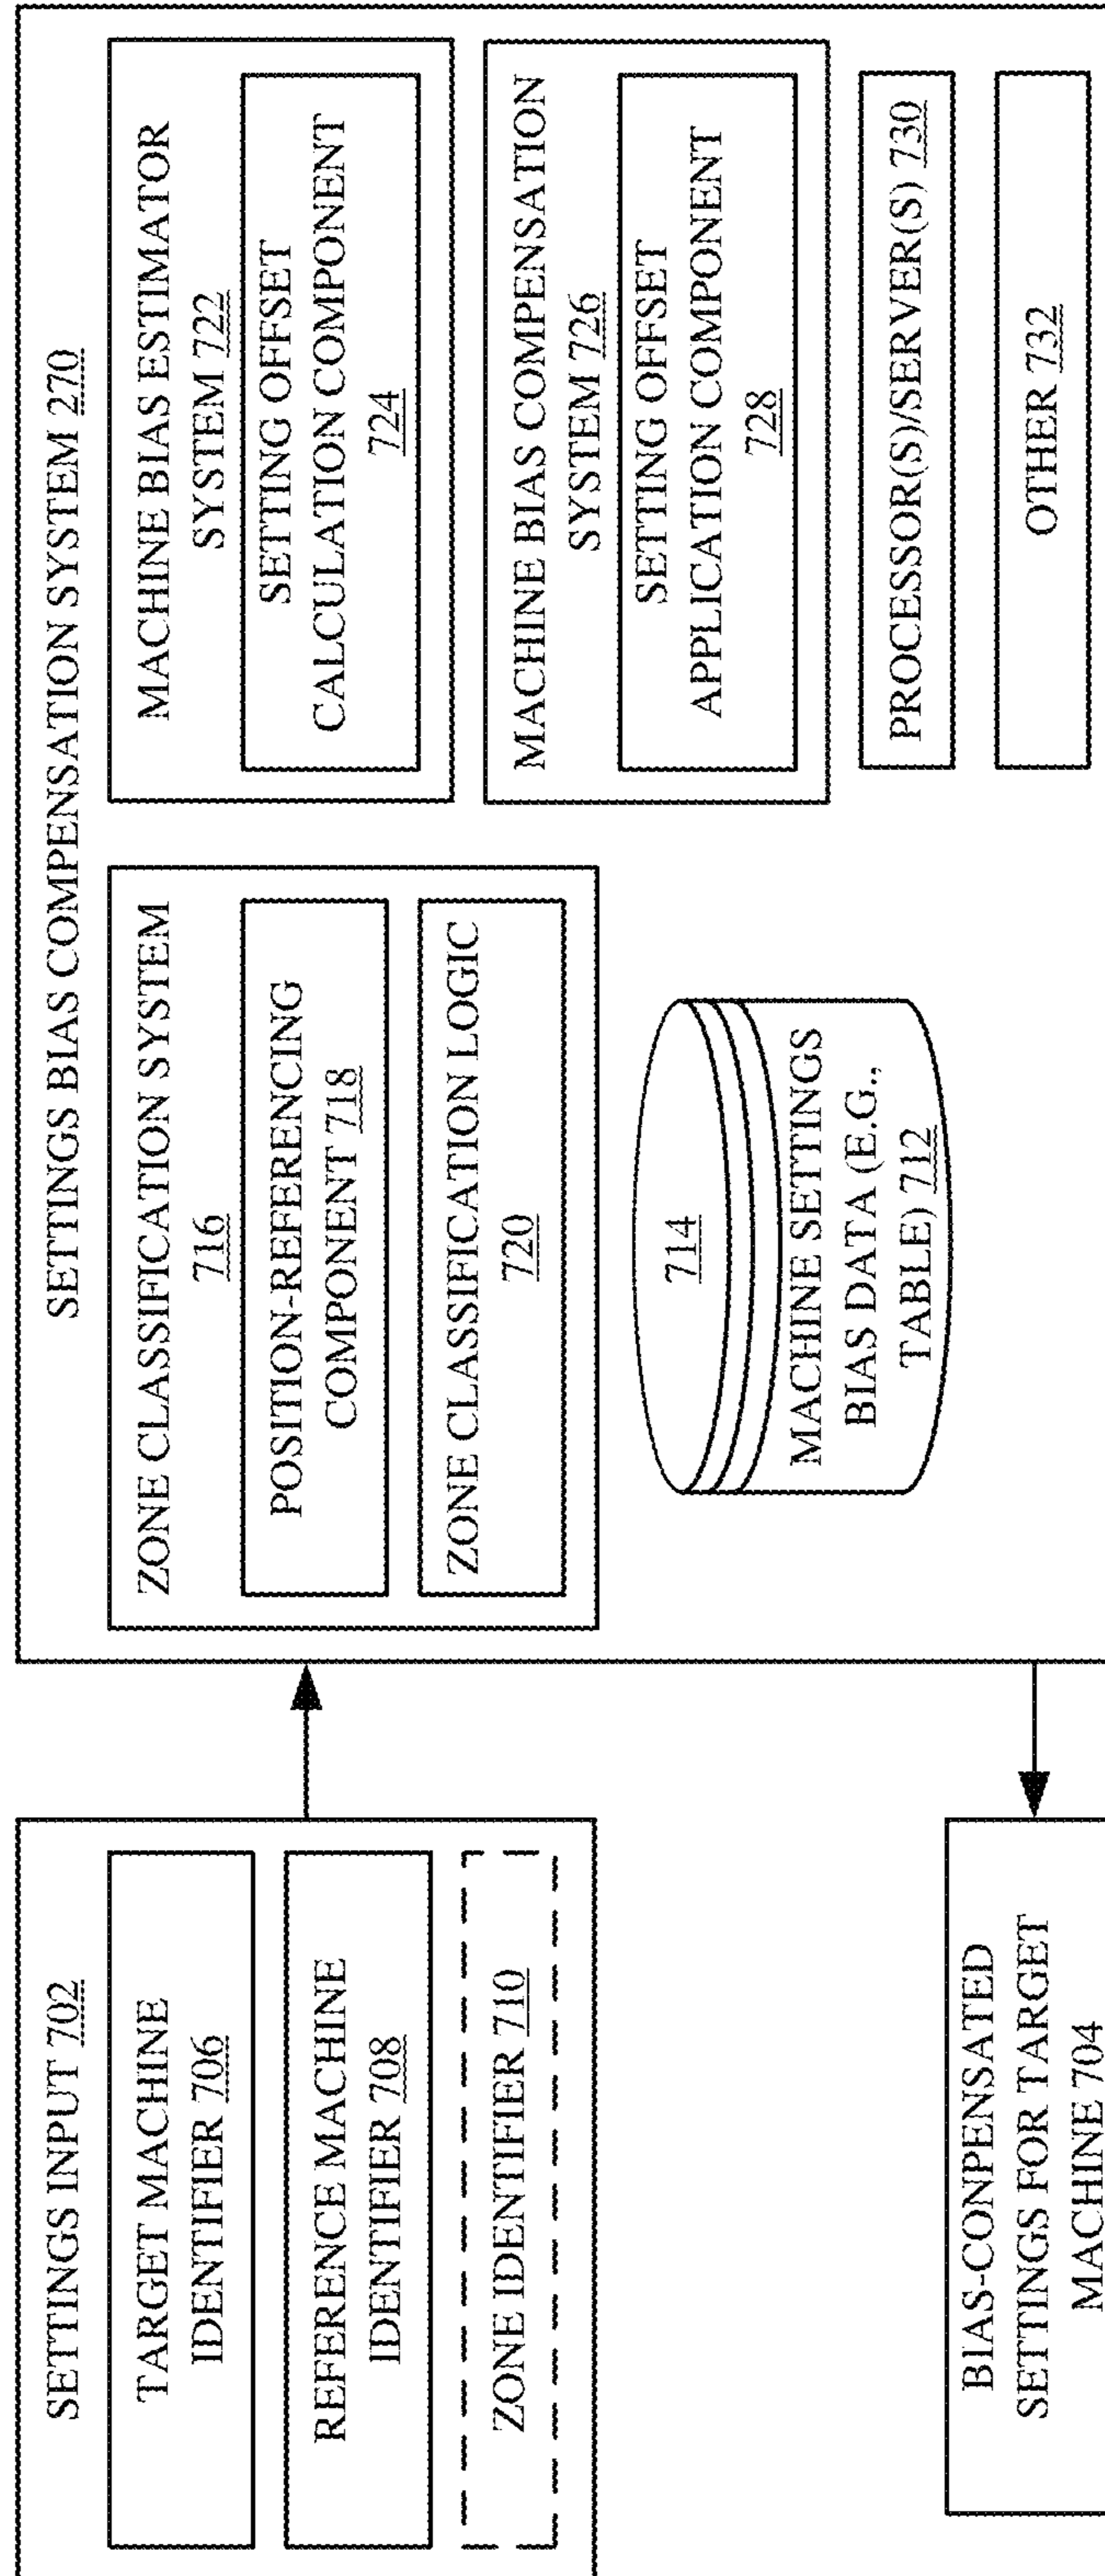 SETTINGS INPUT 702
TARGET MACHINE
IDENTIFIER 706
REFERENCE MACHINE
IDENTIFIER 708
ZONE IDENTIFIER 710
BIAS-CONPENSATED
SETTINGS FOR TARGET
MACHINE 704
SETTINGS BIAS COMPENSATION SYSTEM 270
ZONE CLASSIFICATION SYSTEM
716
POSITION-REFERENCING
COMPONENT 718
ZONE CLASSIFICATION LOGIC
720
714
MACHINE SETTINGS
BIAS DATA (E.G.,
TABLE) 712
MACHINE BIAS ESTIMATOR
SYSTEM 722
SETTING OFFSET
CALCULATION COMPONENT
724
MACHINE BIAS COMPENSATION
SYSTEM 726
SETTING OFFSET
APPLICATION COMPONENT
728
PROCESSOR(S)/SERVER(S) 730
OTHER 732